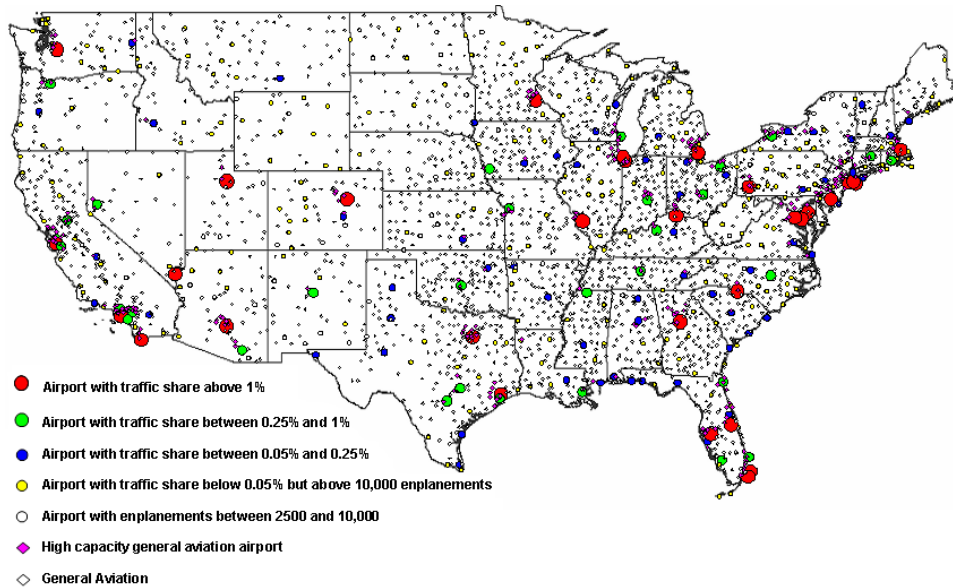 Airport with traffic share above 1%
Airport with traffic share between 0.25% and 1%
Airport with traffic share between 0.05% and 0.25%
Airport with traffic share below 0.05% but above 10,000 enplanements
Airport with enplanements between 2500 and 10,000
High capacity general aviation airport
General Aviation